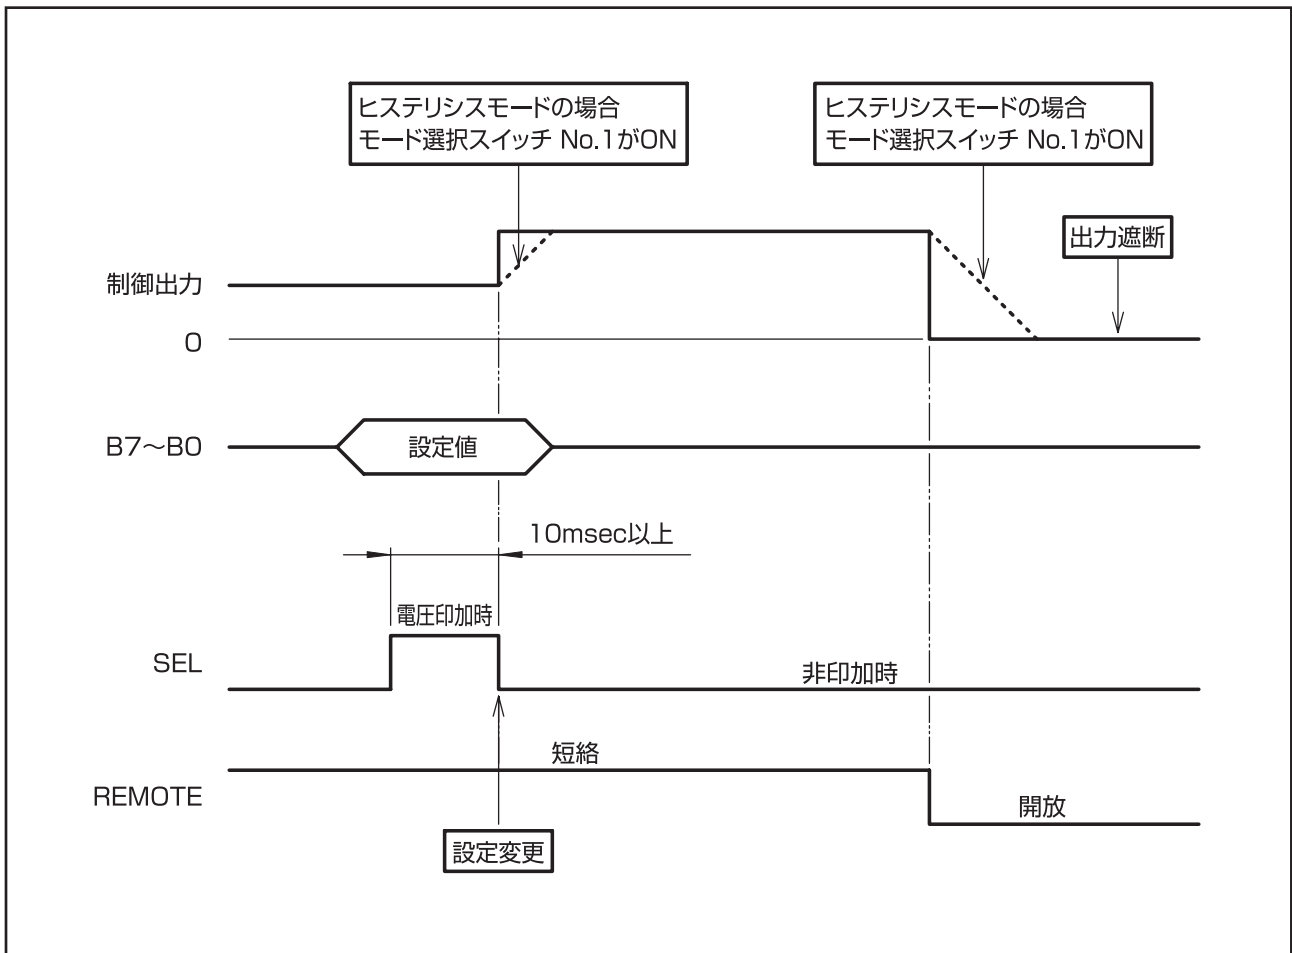 ヒステリシスモードの場合
モード選択スイッチ No.1がON
ヒステリシスモードの場合
モード選択スイッチ No.1がON
出力遮断
制御出力
0
B7～B0
設定値
10msec以上
電圧印加時
SEL
非印加時
短絡
REMOTE
開放
設定変更